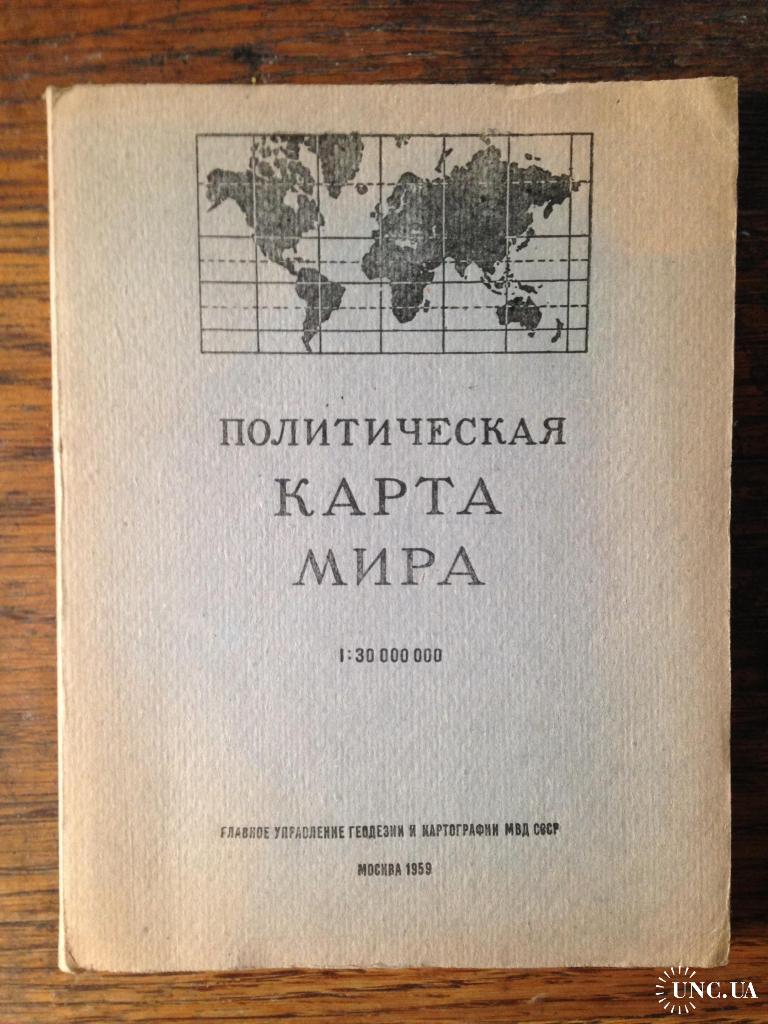 ПОЛИТИЧЕСКАЯ
КАРТА
МИРА
1:30 000 000
ГЛАВНОЕ УПРАВЛЕНИЕ ГЕОДЕЗИИ И КАРТОГРАФИИ МВД СССР
МОСКВА 1959
UNC.UA